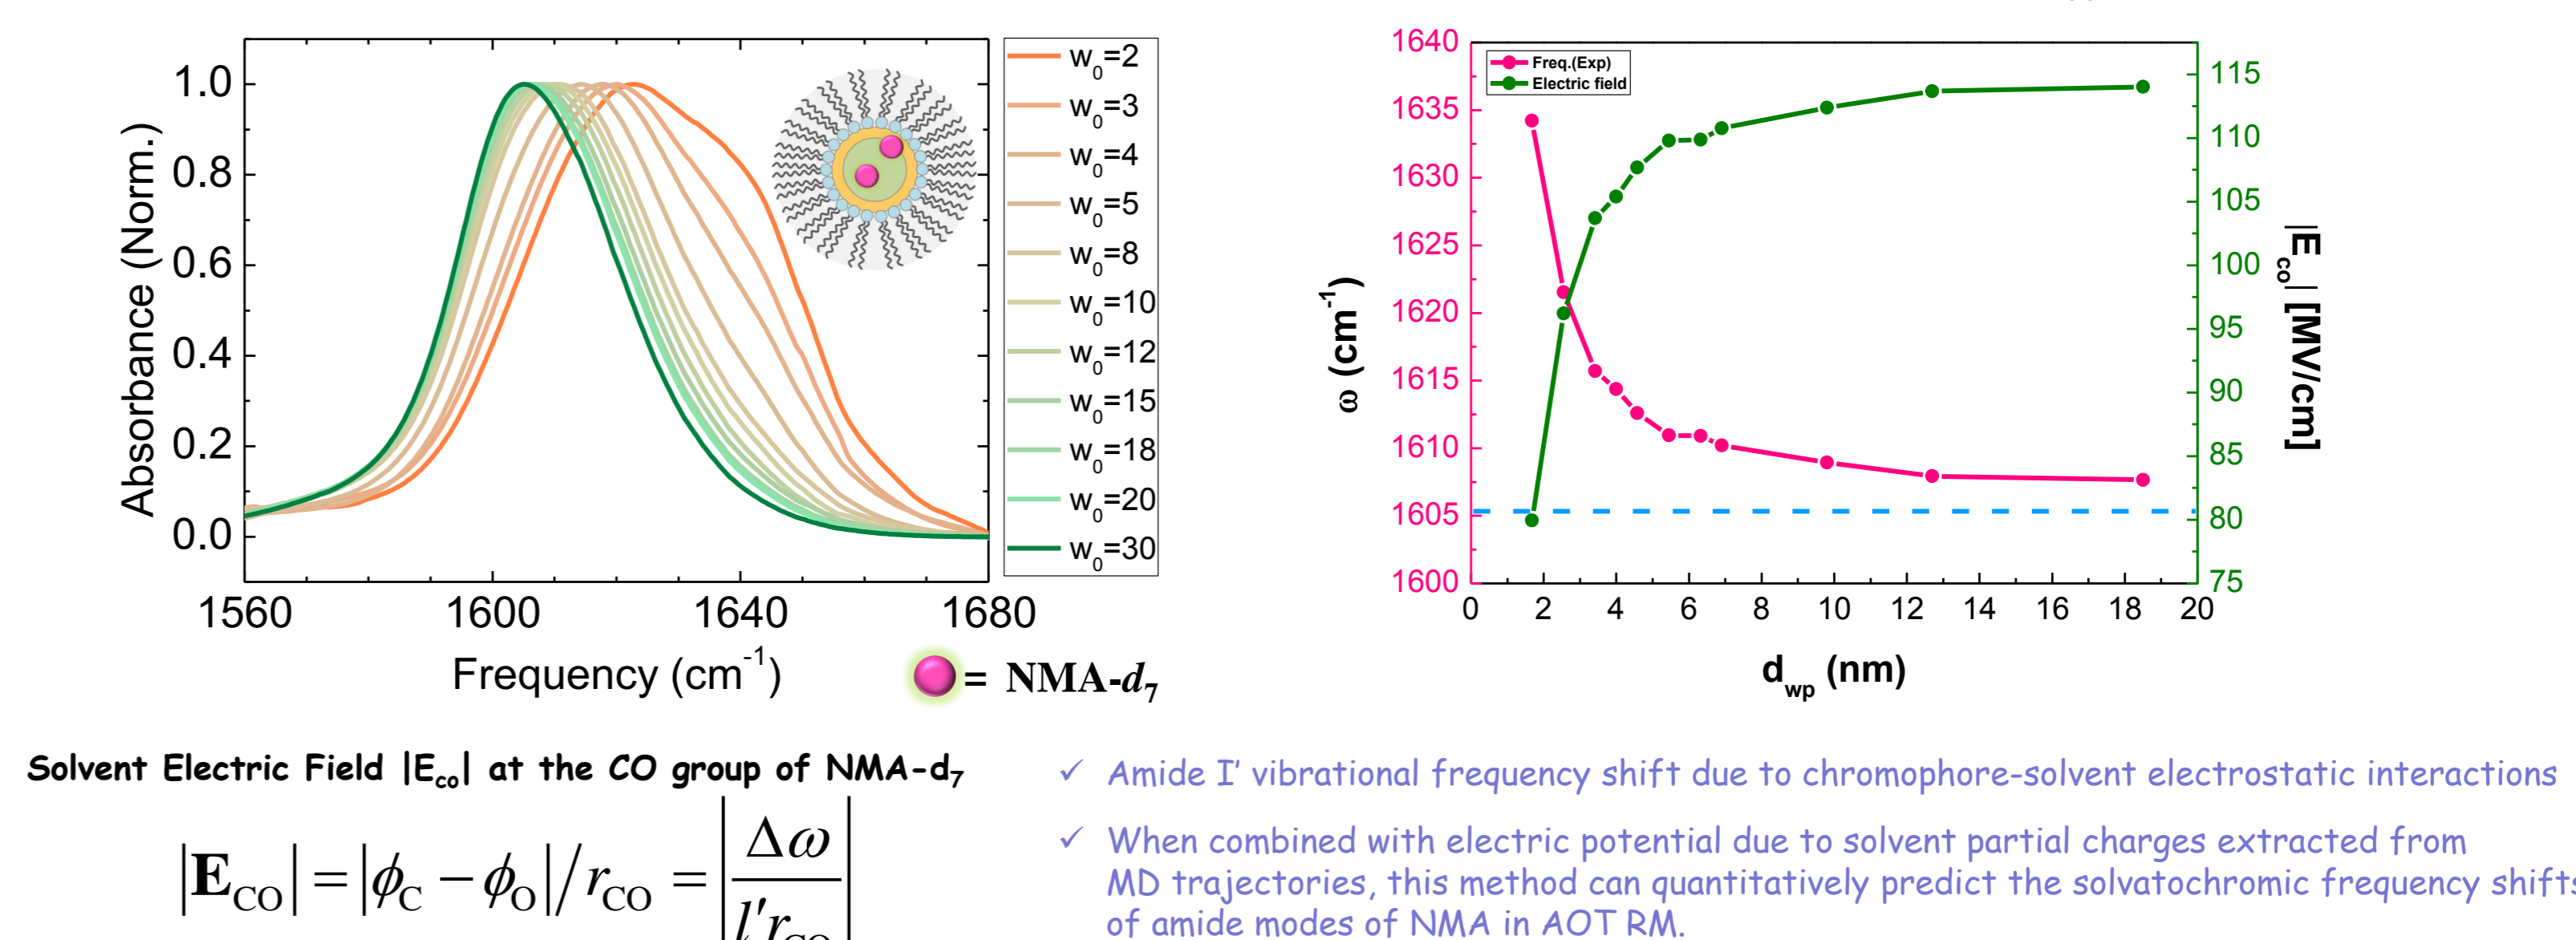 1.0
0.8
0.6
0.4
0.2
0.0
Absorbance (Norm.)
1560 1600 1640 1680
Frequency (cm-1)
w0=2
w0=3
w0=4
w0=5
w0=8
w0=10
w0=12
w0=15
w0=18
w0=20
w0=30
= NMA-d7
1640
1635
1630
1625
1620
1615
1610
1605
1600
ω (cm-1)
Freq.(Exp)
Electric field
115
110
105
100
95
90
85
80
75
|Eco| [MV/cm]
0 2 4 6 8 10 12 14 16 18 20
dwp (nm)
Solvent Electric Field |Eco| at the CO group of NMA-d7
|ECO| = |ϕC − ϕO|/rCO = |Δω / l′rCO|
✓ Amide I’ vibrational frequency shift due to chromophore-solvent electrostatic interactions
✓ When combined with electric potential due to solvent partial charges extracted from
MD trajectories, this method can quantitatively predict the solvatochromic frequency shifts
of amide modes of NMA in AOT RM.